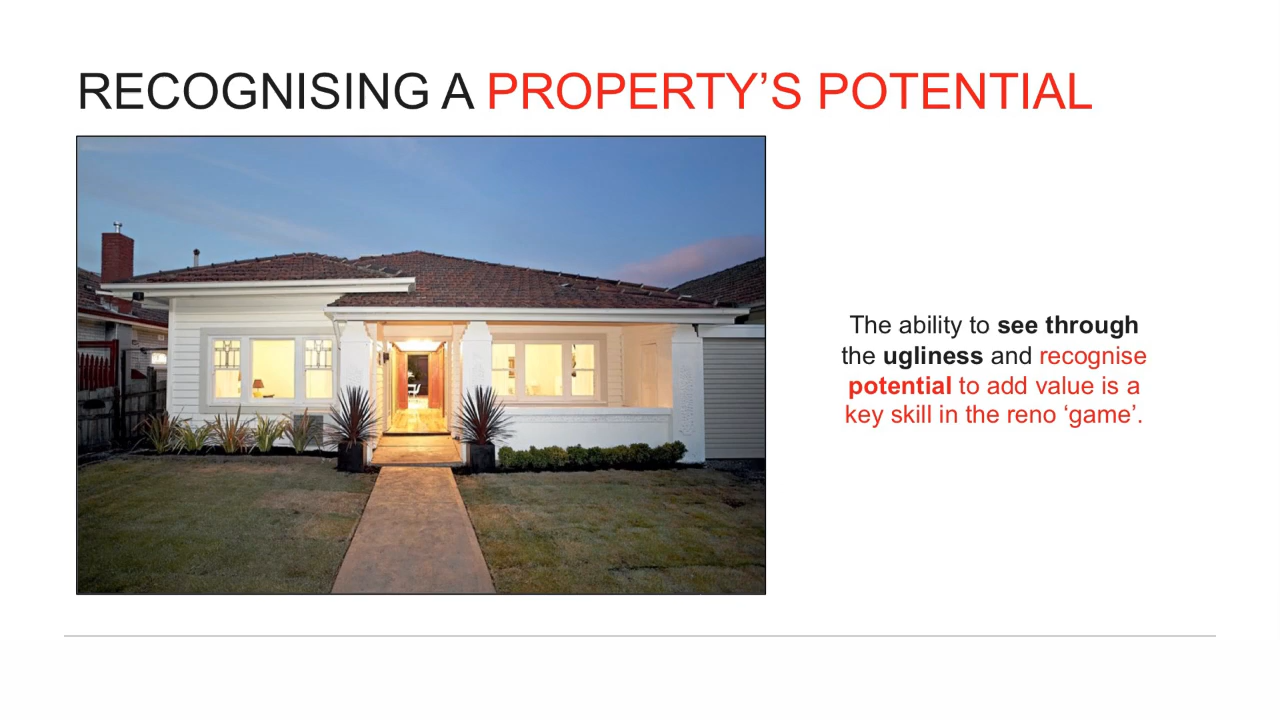 RECOGNISING A PROPERTY’S POTENTIAL
The ability to see through
the ugliness and recognise
potential to add value is a
key skill in the reno ‘game’.